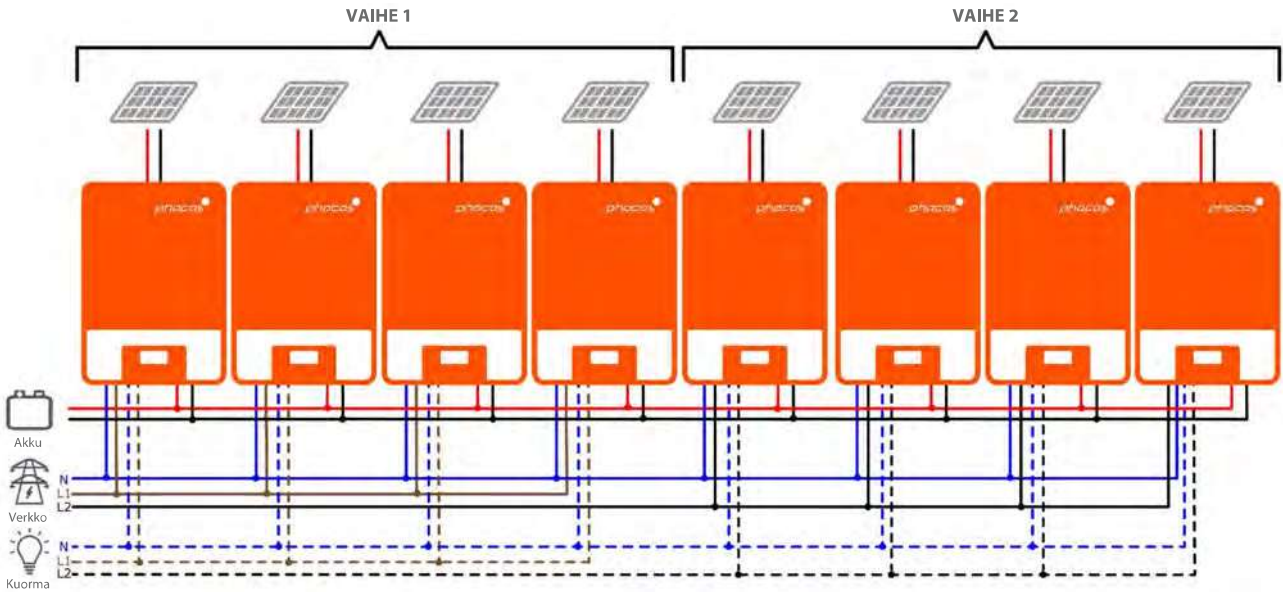 VAIHE 1
VAIHE 2
phocos phocos phocos phocos phocos phocos phocos phocos
Akku
N
L1
L2
Verkko
N
L1
L2
Kuorma